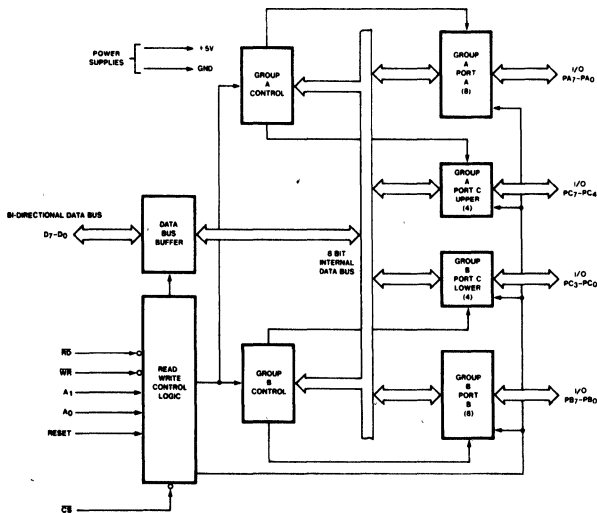 POWER
SUPPLIES
+5V
GND
GROUP
A
CONTROL
GROUP
A
PORT
A
(8)
I/O
PA7-PA0
GROUP
A
PORT C
UPPER
(4)
I/O
PC7-PC4
BI-DIRECTIONAL DATA BUS
D7-D0
DATA
BUS
BUFFER
8 BIT
INTERNAL
DATA BUS
GROUP
B
PORT C
LOWER
(4)
I/O
PC3-PC0
RD
WR
A1
A0
RESET
READ
WRITE
CONTROL
LOGIC
GROUP
B
CONTROL
GROUP
B
PORT
B
(8)
I/O
PB7-PB0
CS